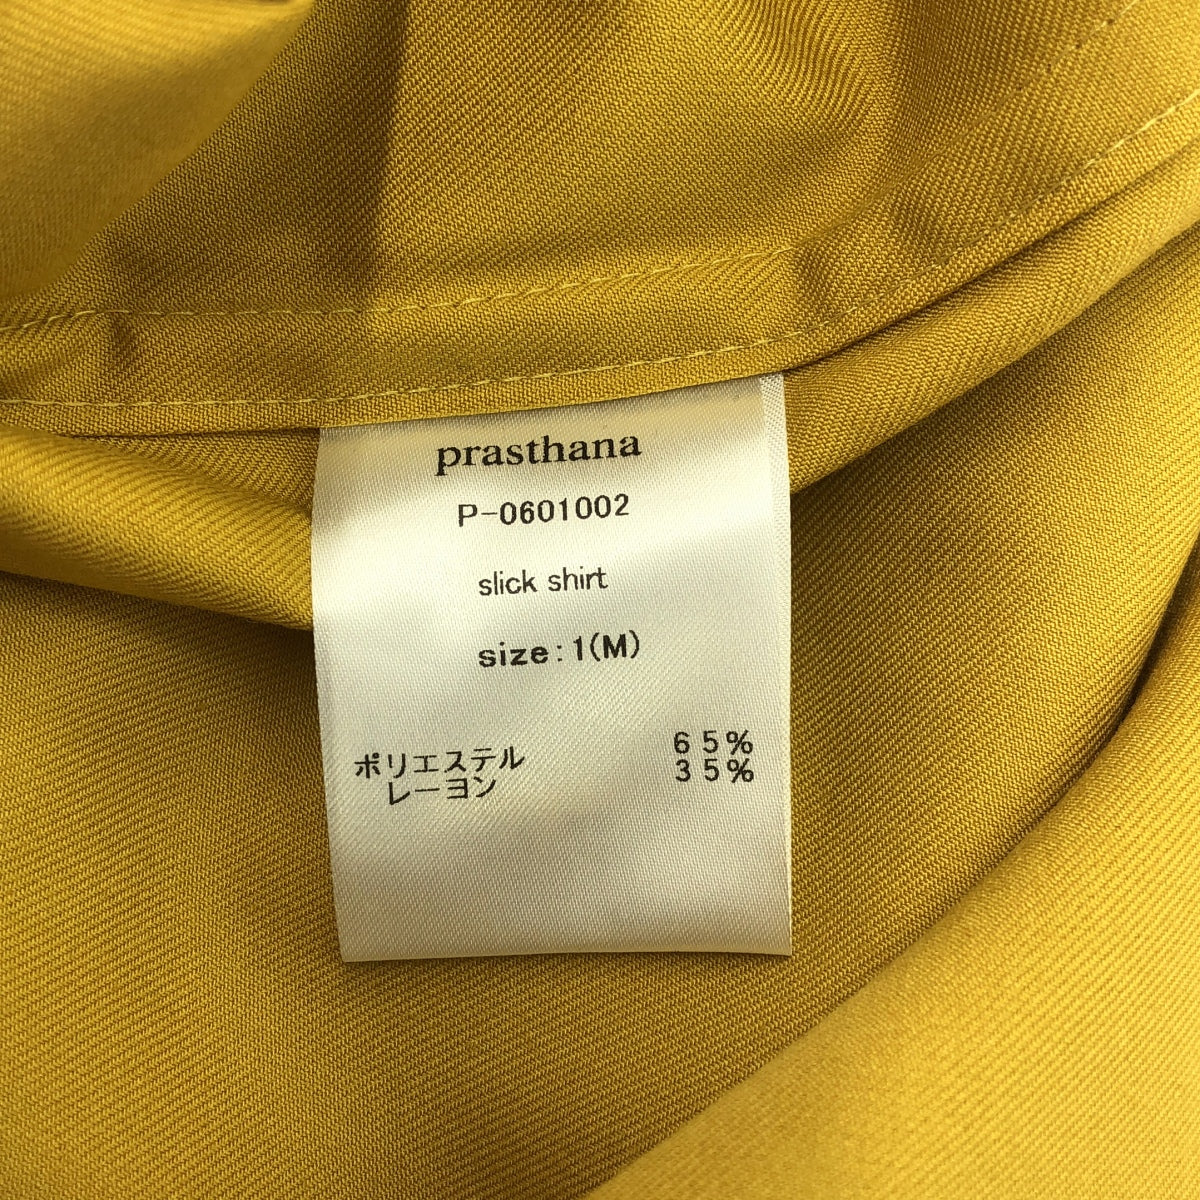 prasthana
P-0601002
slick shirt
size:1(M)
ポリエステル 65%
レーヨン 35%